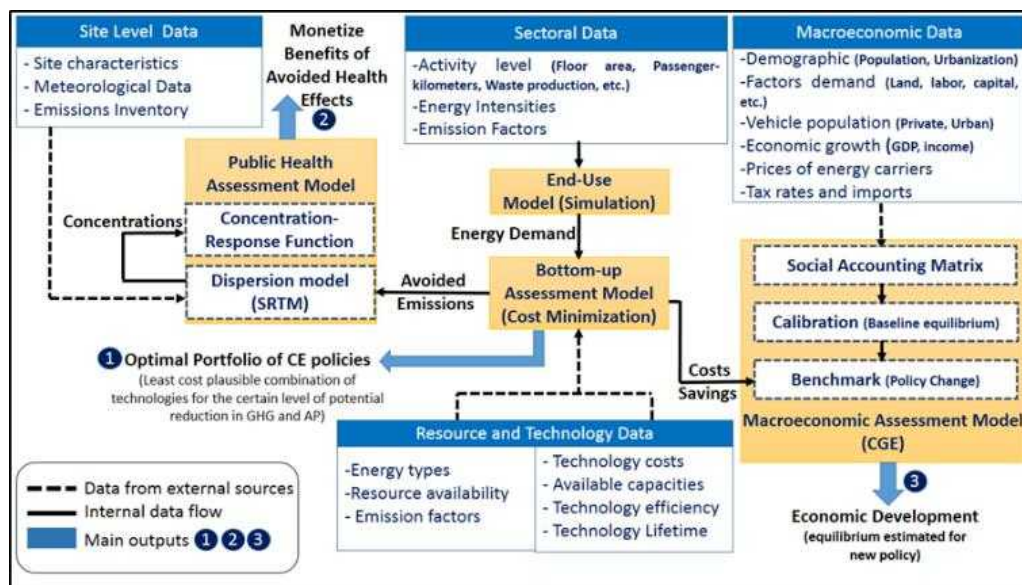 Site Level Data
- Site characteristics
- Meteorological Data
- Emissions Inventory
Monetize
Benefits of
Avoided Health
Effects
2
Public Health
Assessment Model
Concentration-
Response Function
Dispersion model
(SRTM)
Concentrations
Sectoral Data
-Activity level (Floor area, Passenger-
kilometers, Waste production, etc.)
-Energy Intensities
- Emission Factors
End-Use
Model (Simulation)
Energy Demand
Bottom-up
Assessment Model
(Cost Minimization)
Avoided
Emissions
1 Optimal Portfolio of CE policies
(Least cost plausible combination of
technologies for the certain level of potential
reduction in GHG and AP)
Costs
Savings
Macroeconomic Data
-Demographic (Population, Urbanization)
-Factors demand (Land, labor, capital,
etc.)
-Vehicle population (Private, Urban)
-Economic growth (GDP, income)
-Prices of energy carriers
-Tax rates and imports
Social Accounting Matrix
Calibration (Baseline equilibrium)
Benchmark (Policy Change)
Macroeconomic Assessment Model
(CGE)
3
Economic Development
(equilibrium estimated for
new policy)
Resource and Technology Data
-Energy types
-Resource availability
- Emission factors
- Technology costs
- Available capacities
-Technology efficiency
- Technology Lifetime
Data from external sources
Internal data flow
Main outputs 1 2 3